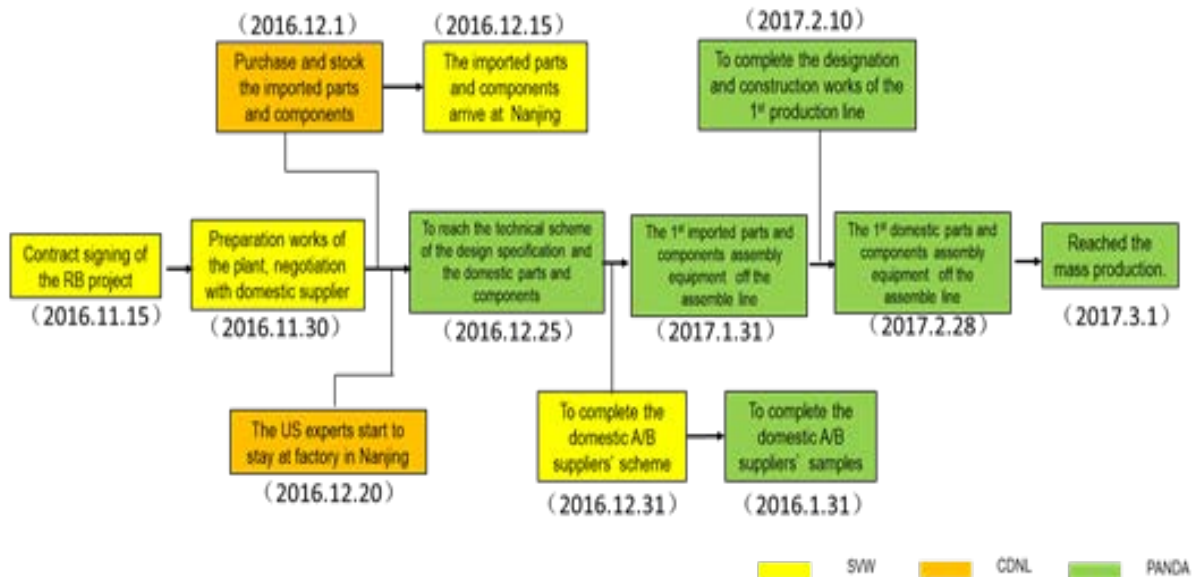 （2016.12.1）
Purchase and stock
the imported parts
and components
（2016.12.15）
The imported parts
and components
arrive at Nanjing
（2017.2.10）
To complete the designation
and construction works of the
1st production line
Contract signing of
the RB project
（2016.11.15）
Preparation works of
the plant, negotiation
with domestic supplier
（2016.11.30）
To reach the technical scheme
of the design specification and
the domestic parts and
components
（2016.12.25）
The 1st imported parts and
components assembly
equipment off the
assemble line
（2017.1.31）
The 1st domestic parts and
components assembly
equipment off the
assemble line
（2017.2.28）
Reached the
mass production.
（2017.3.1）
The US experts start to
stay at factory in Nanjing
（2016.12.20）
To complete the
domestic A/B
suppliers' scheme
（2016.12.31）
To complete the
domestic A/B
suppliers' samples
（2016.1.31）
SVW
CDNL
PANDA